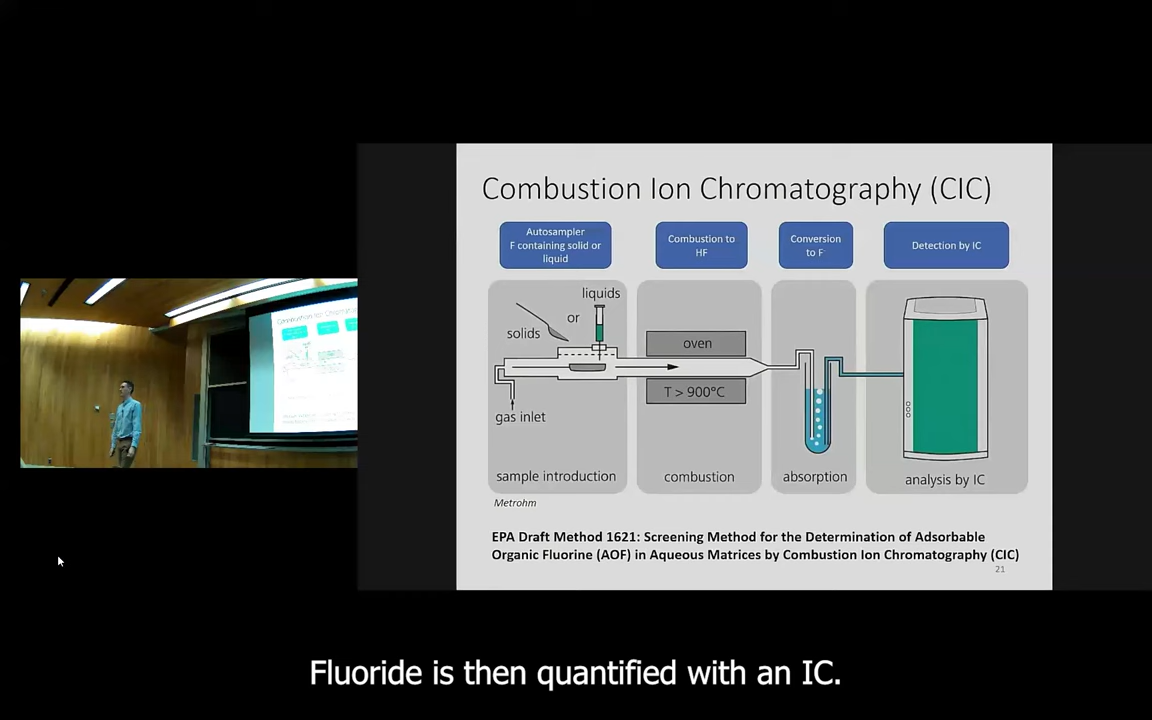 Combustion Ion Chromatography (CIC)
Autosampler
F containing solid or
liquid
Combustion to
HF
Conversion
to F
Detection by IC
liquids
or
solids
gas inlet
oven
T > 900°C
sample introduction
combustion
absorption
analysis by IC
Metrohm
EPA Draft Method 1621: Screening Method for the Determination of Adsorbable
Organic Fluorine (AOF) in Aqueous Matrices by Combustion Ion Chromatography (CIC)
21
Combustion Ion Chromatogra
Fluoride is then quantified with an IC.